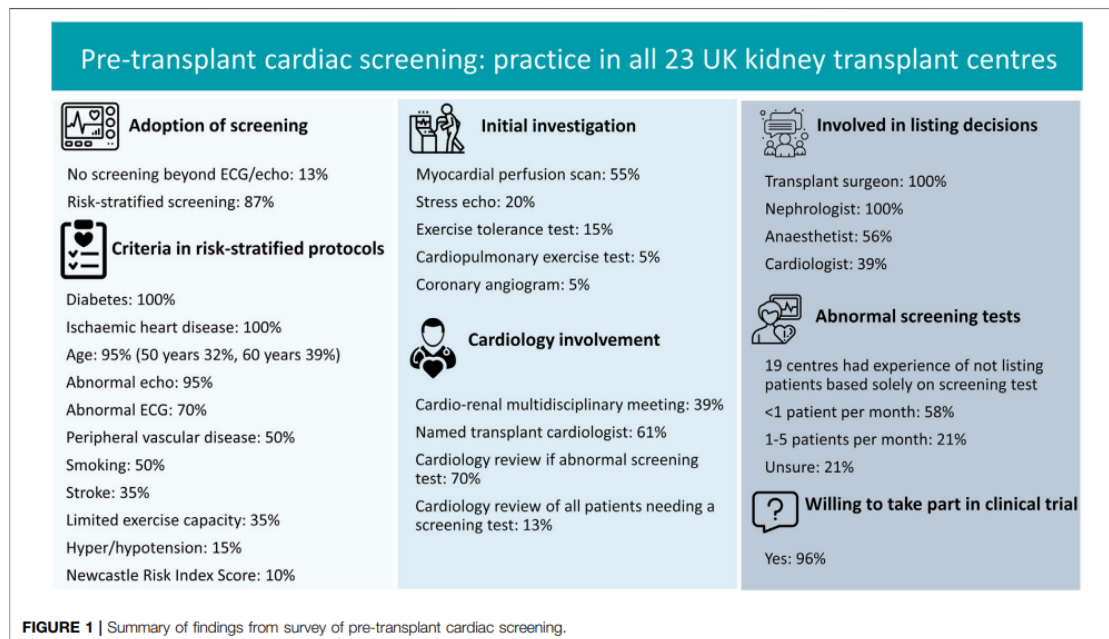 Pre-transplant cardiac screening: practice in all 23 UK kidney transplant centres
Adoption of screening
No screening beyond ECG/echo: 13%
Risk-stratified screening: 87%
Criteria in risk-stratified protocols
Diabetes: 100%
Ischaemic heart disease: 100%
Age: 95% (50 years 32%, 60 years 39%)
Abnormal echo: 95%
Abnormal ECG: 70%
Peripheral vascular disease: 50%
Smoking: 50%
Stroke: 35%
Limited exercise capacity: 35%
Hyper/hypotension: 15%
Newcastle Risk Index Score: 10%
Initial investigation
Myocardial perfusion scan: 55%
Stress echo: 20%
Exercise tolerance test: 15%
Cardiopulmonary exercise test: 5%
Coronary angiogram: 5%
Cardiology involvement
Cardio-renal multidisciplinary meeting: 39%
Named transplant cardiologist: 61%
Cardiology review if abnormal screening
test: 70%
Cardiology review of all patients needing a
screening test: 13%
Involved in listing decisions
Transplant surgeon: 100%
Nephrologist: 100%
Anaesthetist: 56%
Cardiologist: 39%
Abnormal screening tests
19 centres had experience of not listing
patients based solely on screening test
<1 patient per month: 58%
1-5 patients per month: 21%
Unsure: 21%
?
Willing to take part in clinical trial
Yes: 96%
FIGURE 1 | Summary of findings from survey of pre-transplant cardiac screening.